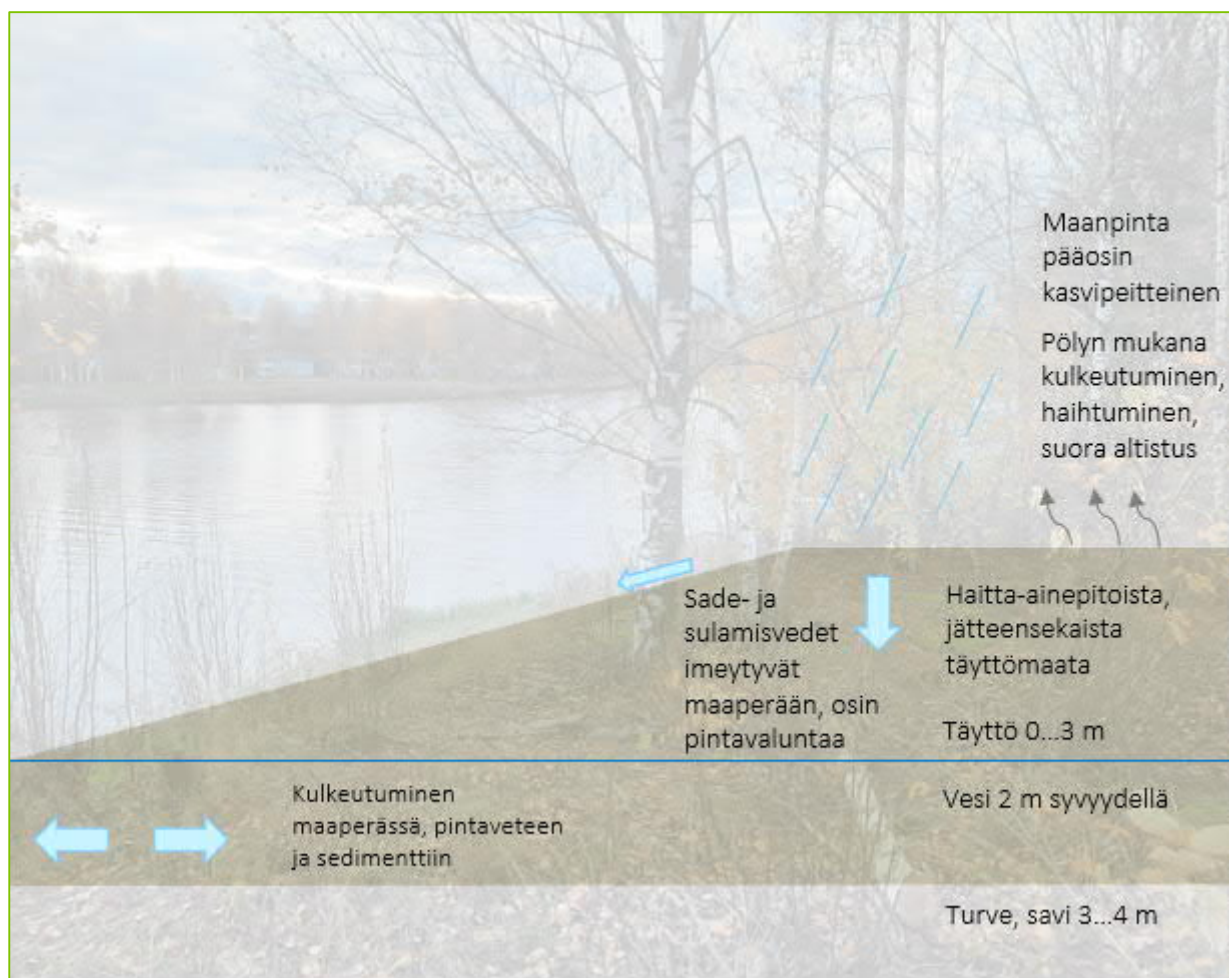 Maanpinta
pääosin
kasvipeitteinen
Pölyn mukana
kulkeutuminen,
haihtuminen,
suora altistus
Sade- ja
sulamisvedet
imeytyvät
maaperään, osin
pintavaluntaa
Haitta-ainepitoista,
jätteensekaista
täyttömaata
Täyttö 0...3 m
Kulkeutuminen
maaperässä, pintaveteen
ja sedimenttiin
Vesi 2 m syvyydellä
Turve, savi 3...4 m